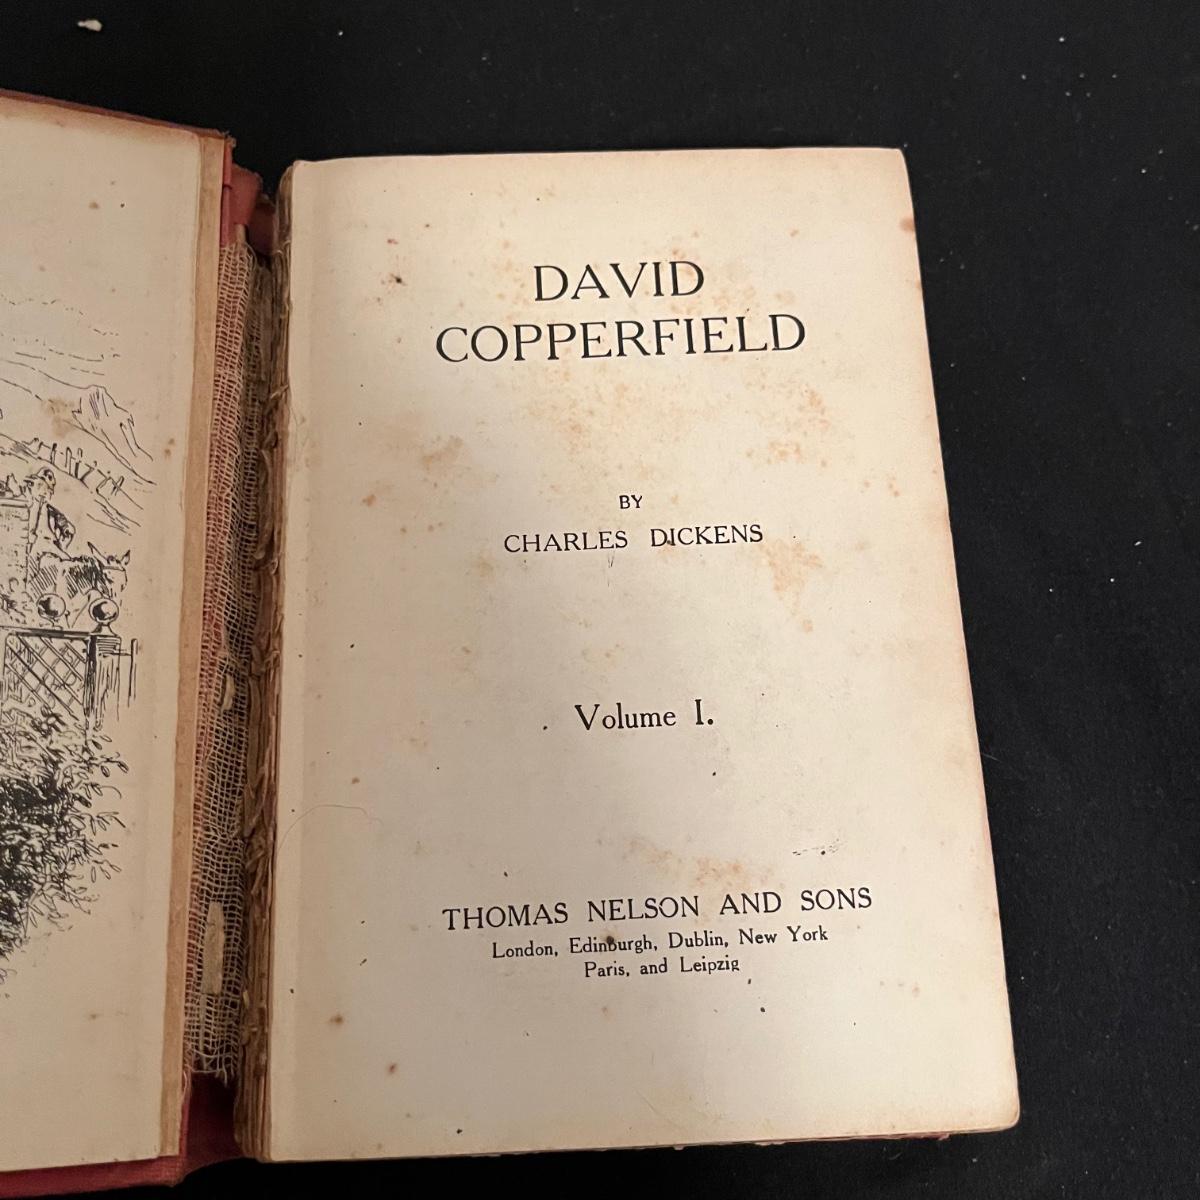 DAVID
COPPERFIELD
BY
CHARLES DICKENS
Volume I.
THOMAS NELSON AND SONS
London, Edinburgh, Dublin, New York
Paris, and Leipzig